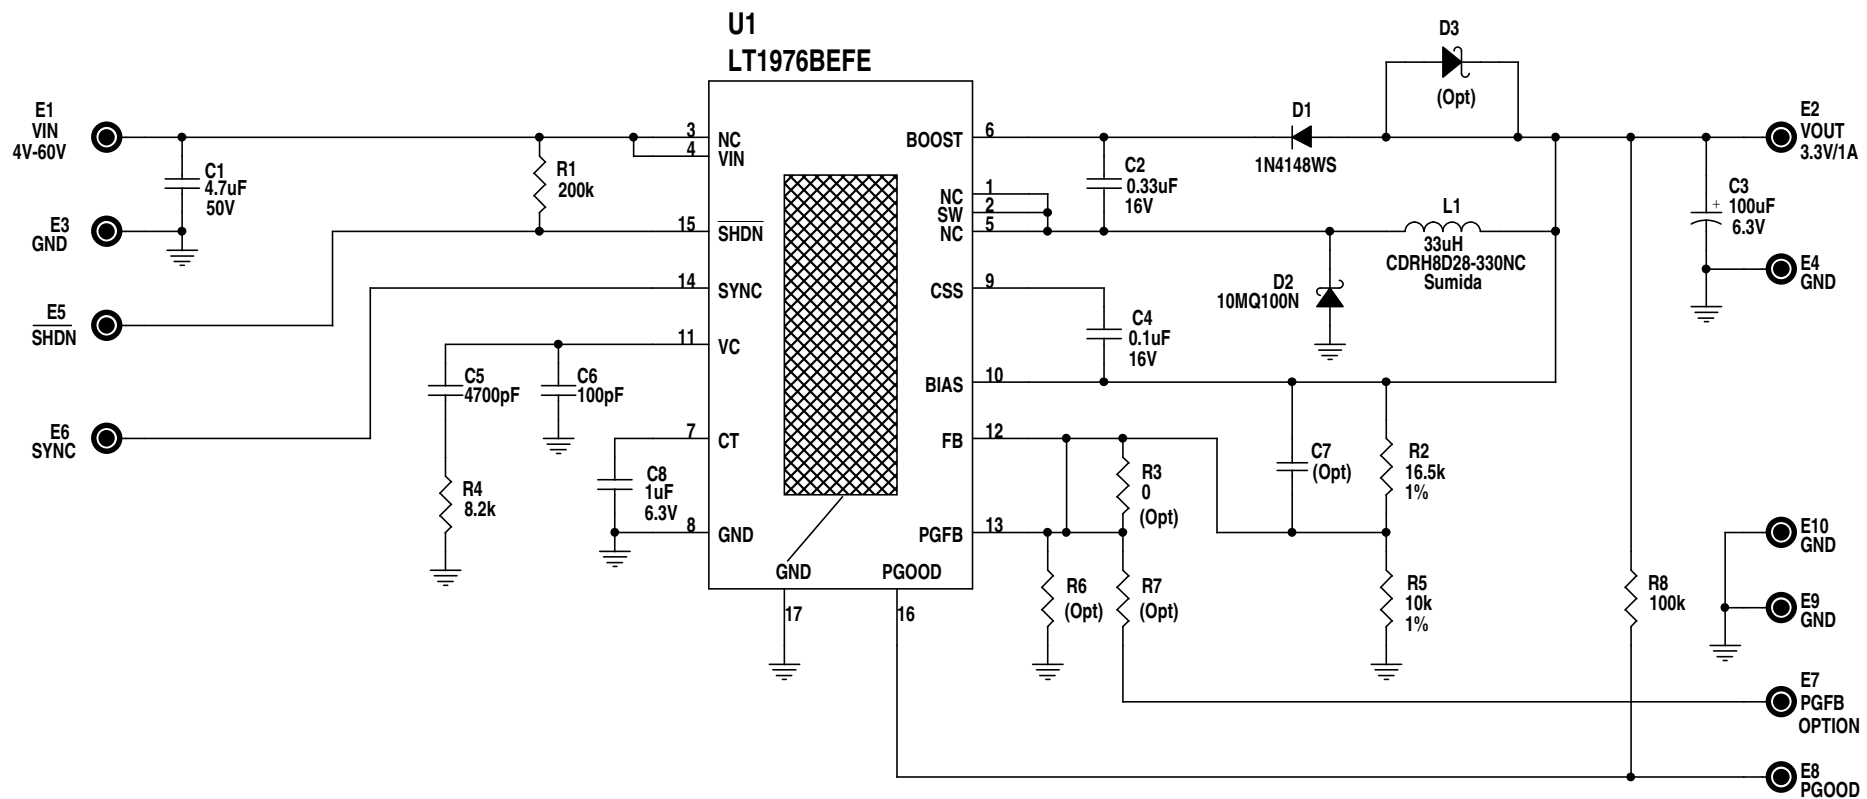 U1
LT1976BEFE
E1
VIN
4V-60V
C1
4.7uF
50V
E3
GND
R1
200k
E5
SHDN
E6
SYNC
C5
4700pF
C6
100pF
R4
8.2k
C8
1uF
6.3V
3
4
15
14
11
7
8
NC
VIN
SHDN
SYNC
VC
CT
GND
GND
PGOOD
17
16
BOOST
NC
SW
NC
CSS
BIAS
FB
PGFB
6
1
2
5
9
10
12
13
C2
0.33uF
16V
D1
1N4148WS
D3
(Opt)
L1
33uH
CDRH8D28-330NC
Sumida
D2
10MQ100N
C4
0.1uF
16V
R3
0
(Opt)
C7
(Opt)
R2
16.5k
1%
R6
(Opt)
R7
(Opt)
R5
10k
1%
R8
100k
E2
VOUT
3.3V/1A
C3
+
100uF
6.3V
E4
GND
E10
GND
E9
GND
E7
PGFB
OPTION
E8
PGOOD